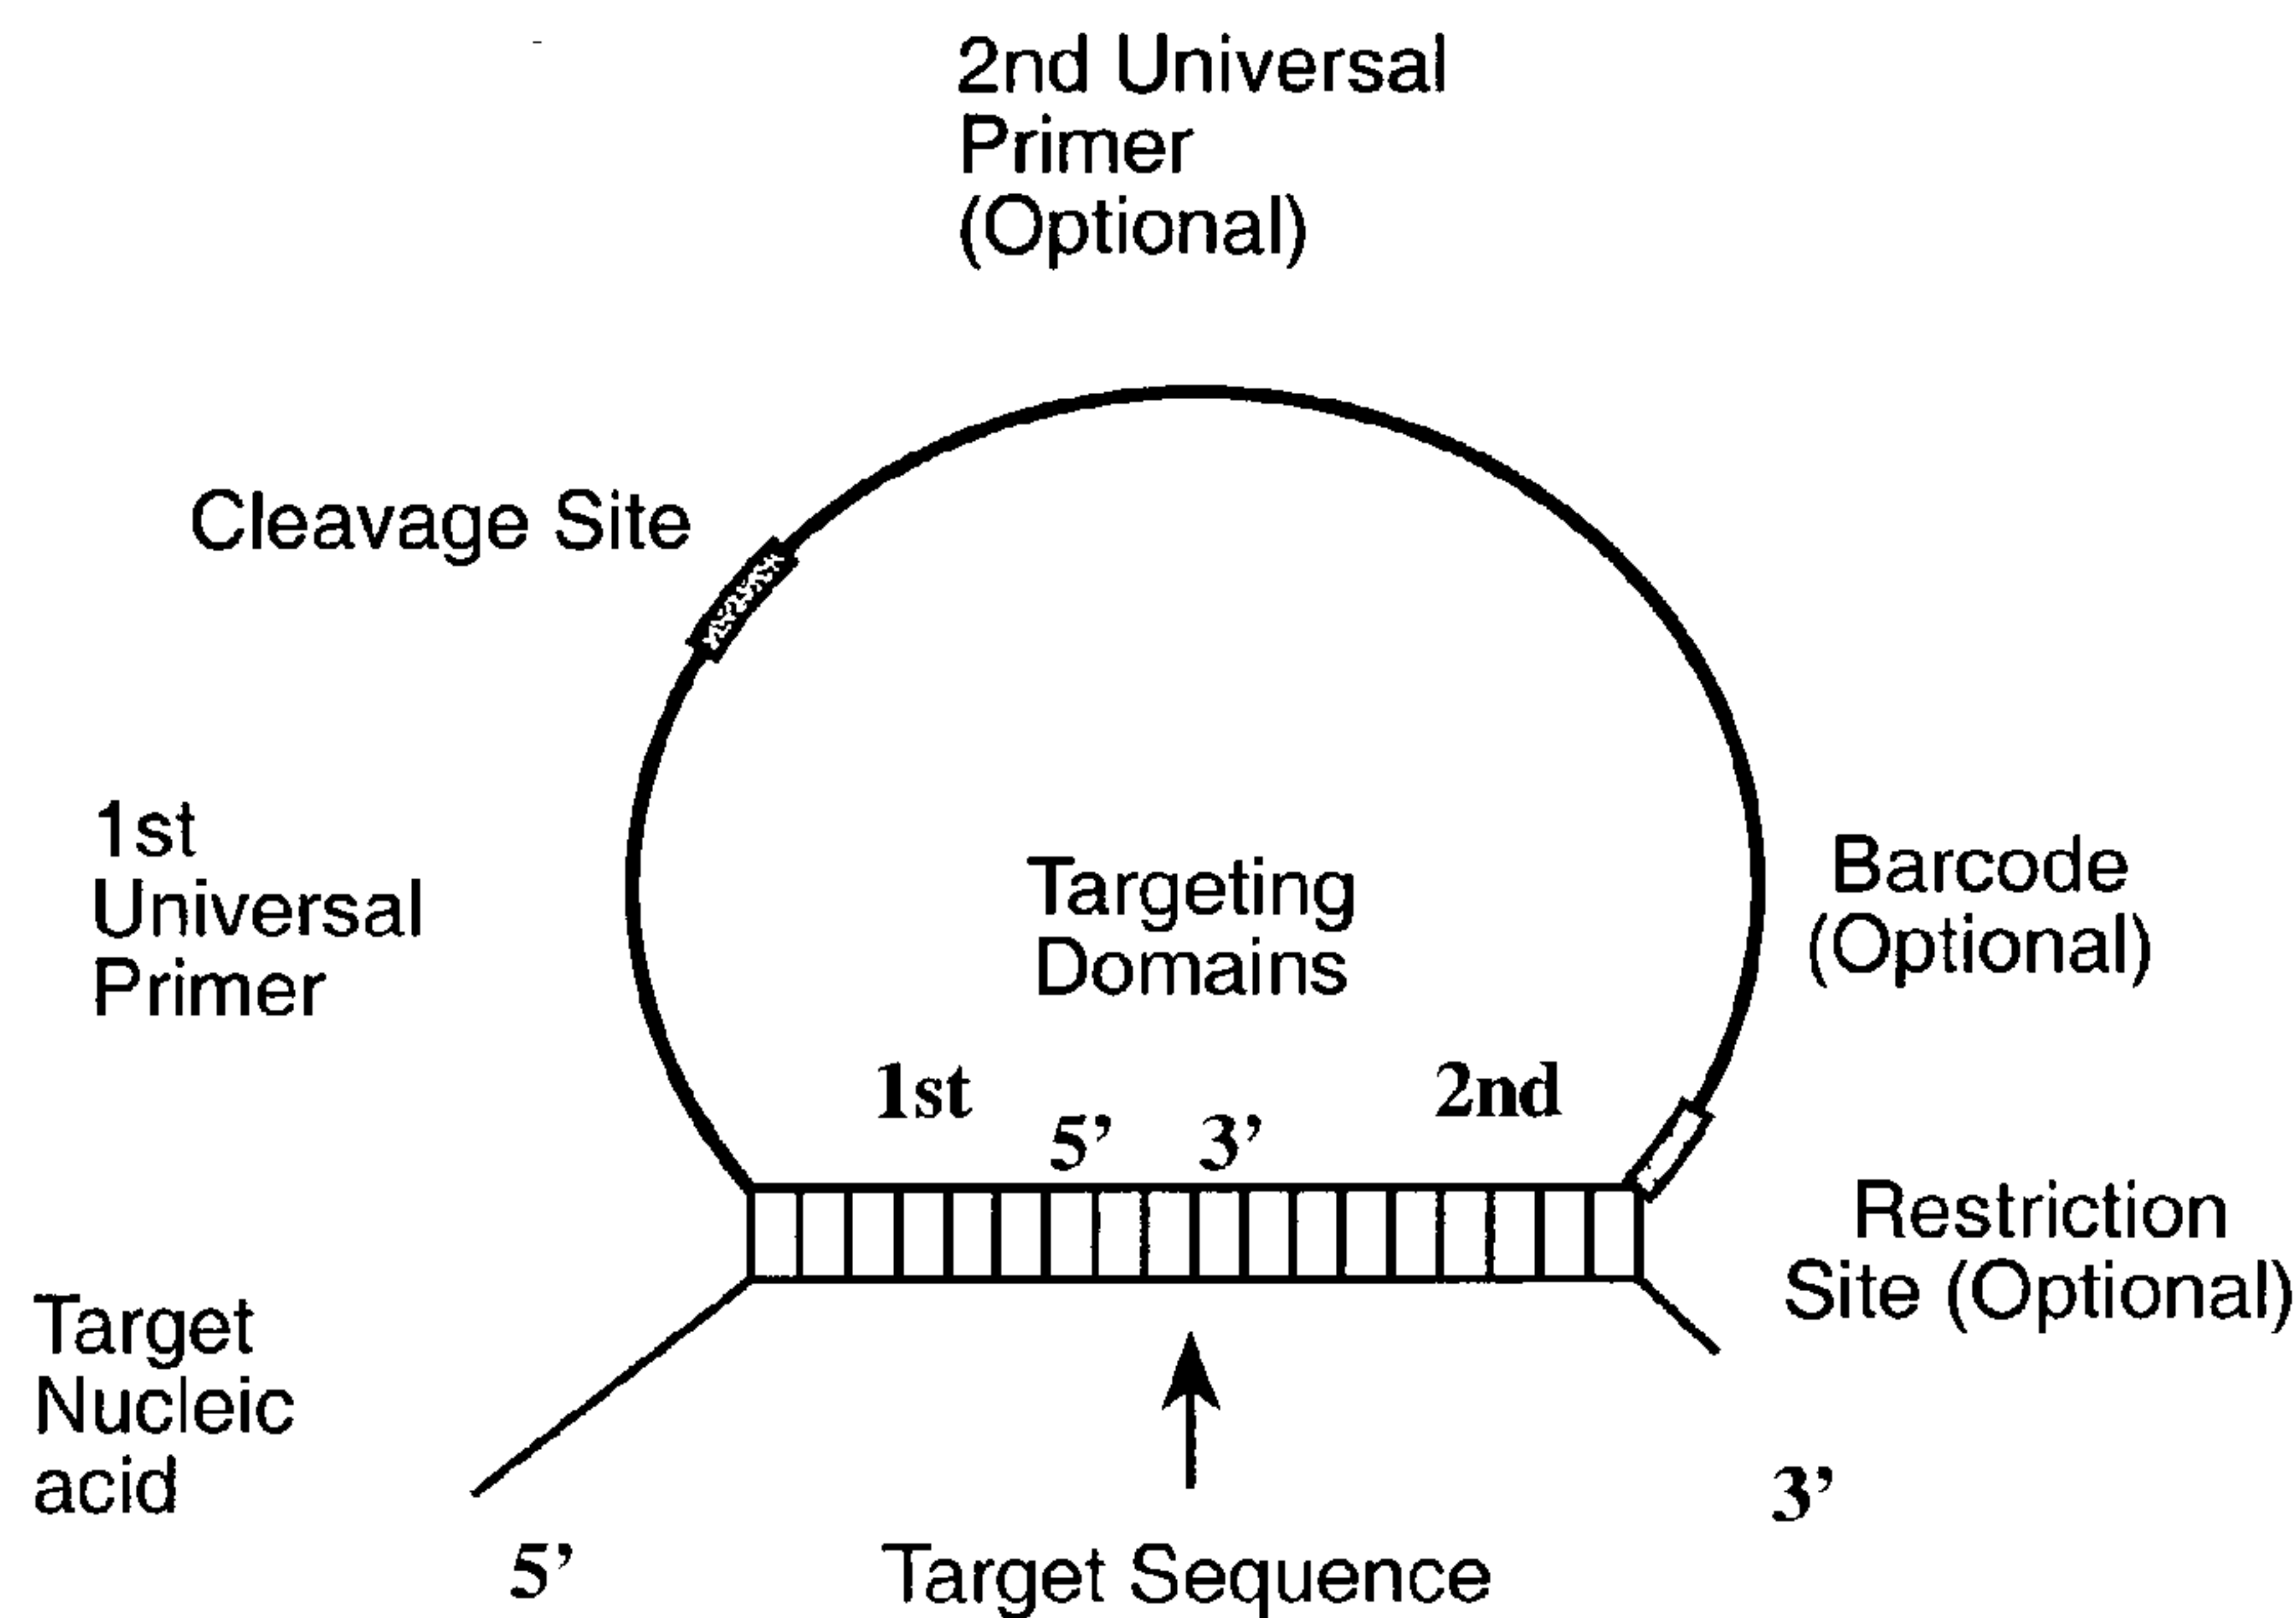 2nd Universal
Primer
(Optional)
Cleavage Site
1st
Universal
Primer
Targeting
Domains
Barcode
(Optional)
1st
2nd
5’
3’
Restriction
Site (Optional)
Target
Nucleic
acid
3’
5’
Target Sequence